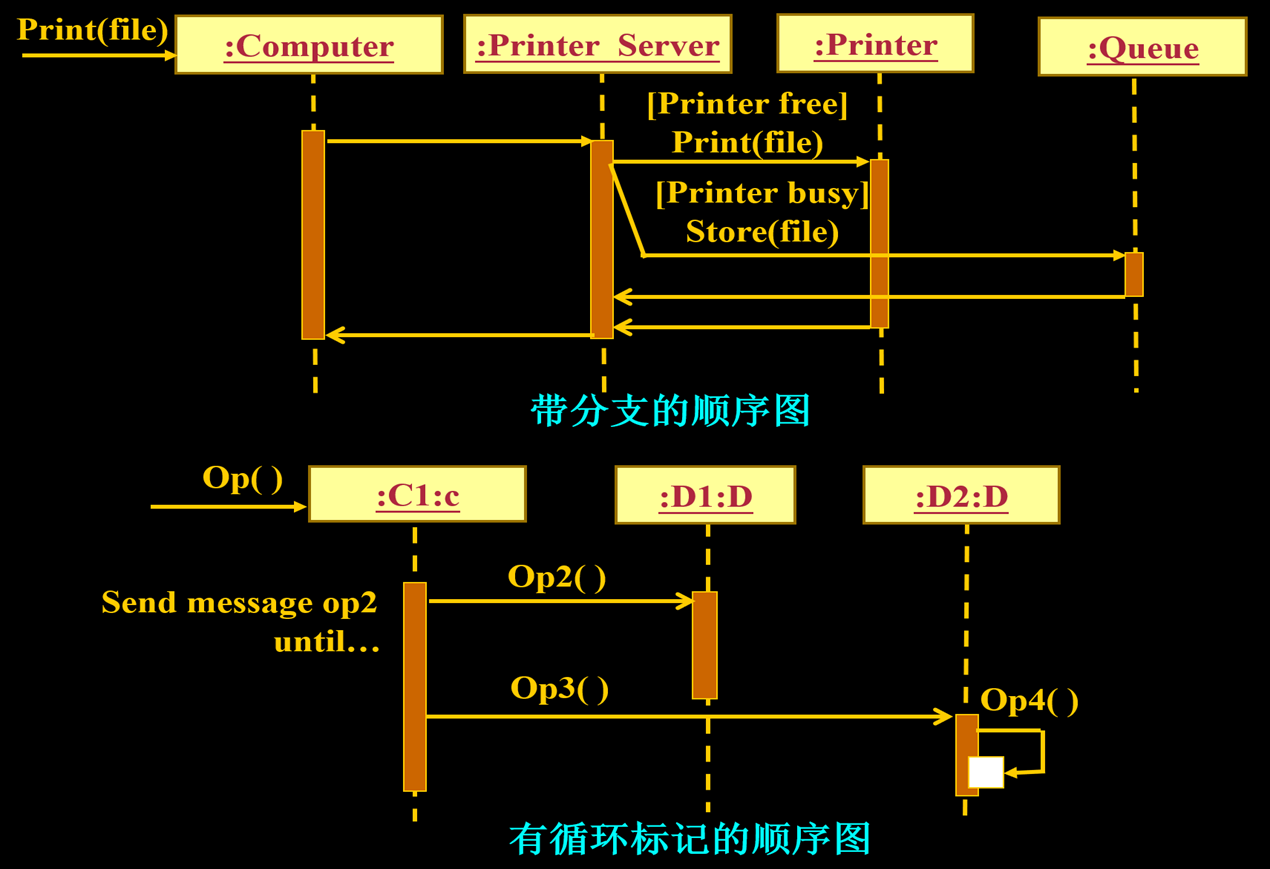 Print(file)
:Computer
:Printer Server
:Printer
:Queue
[Printer free]
Print(file)
[Printer busy]
Store(file)
带分支的顺序图
Op( )
:C1:c
:D1:D
:D2:D
Op2( )
Send message op2
until…
Op3( )
Op4( )
有循环标记的顺序图